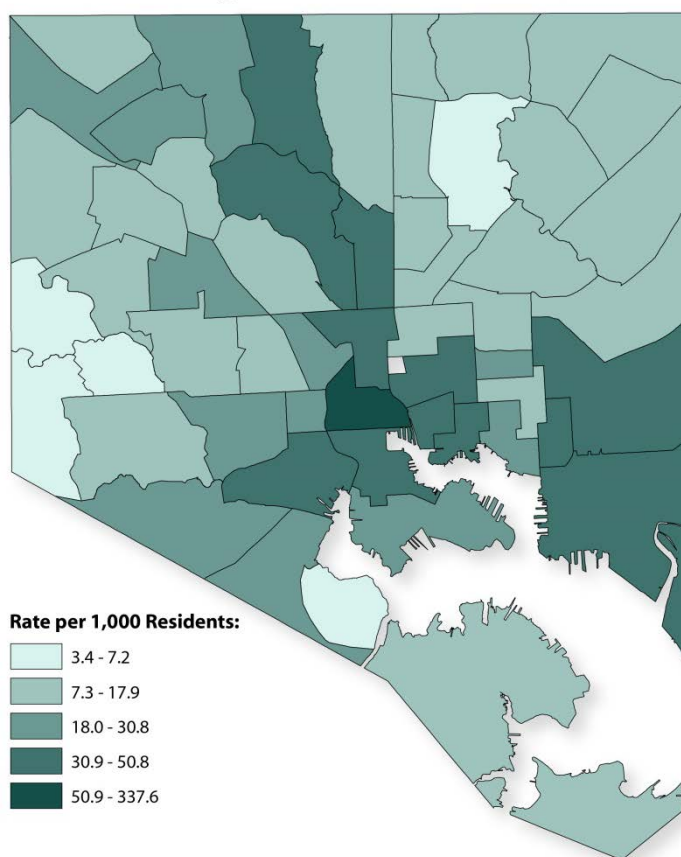 Rate per 1,000 Residents:
3.4 - 7.2
7.3 - 17.9
18.0 - 30.8
30.9 - 50.8
50.9 - 337.6